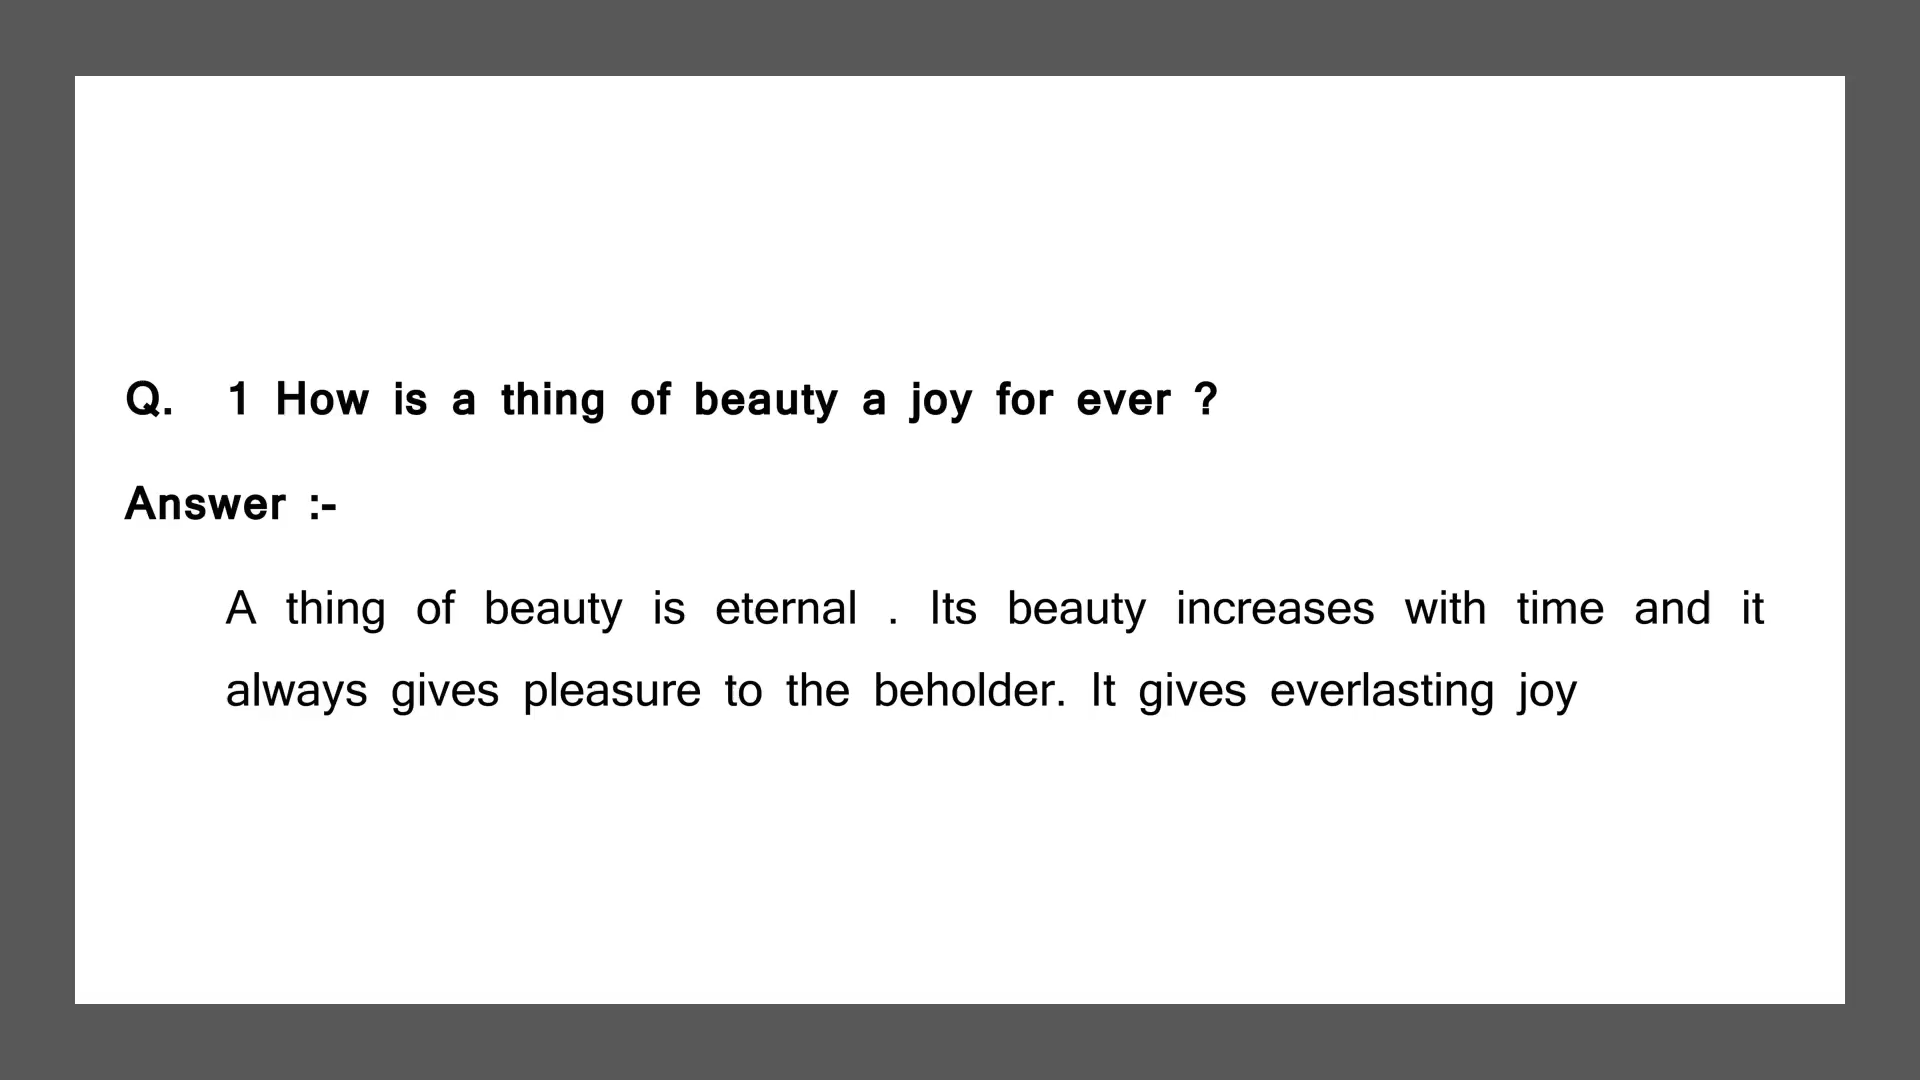 Q. 1 How is a thing of beauty a joy for ever ?
Answer :-
A thing of beauty is eternal . Its beauty increases with time and it
always gives pleasure to the beholder. It gives everlasting joy